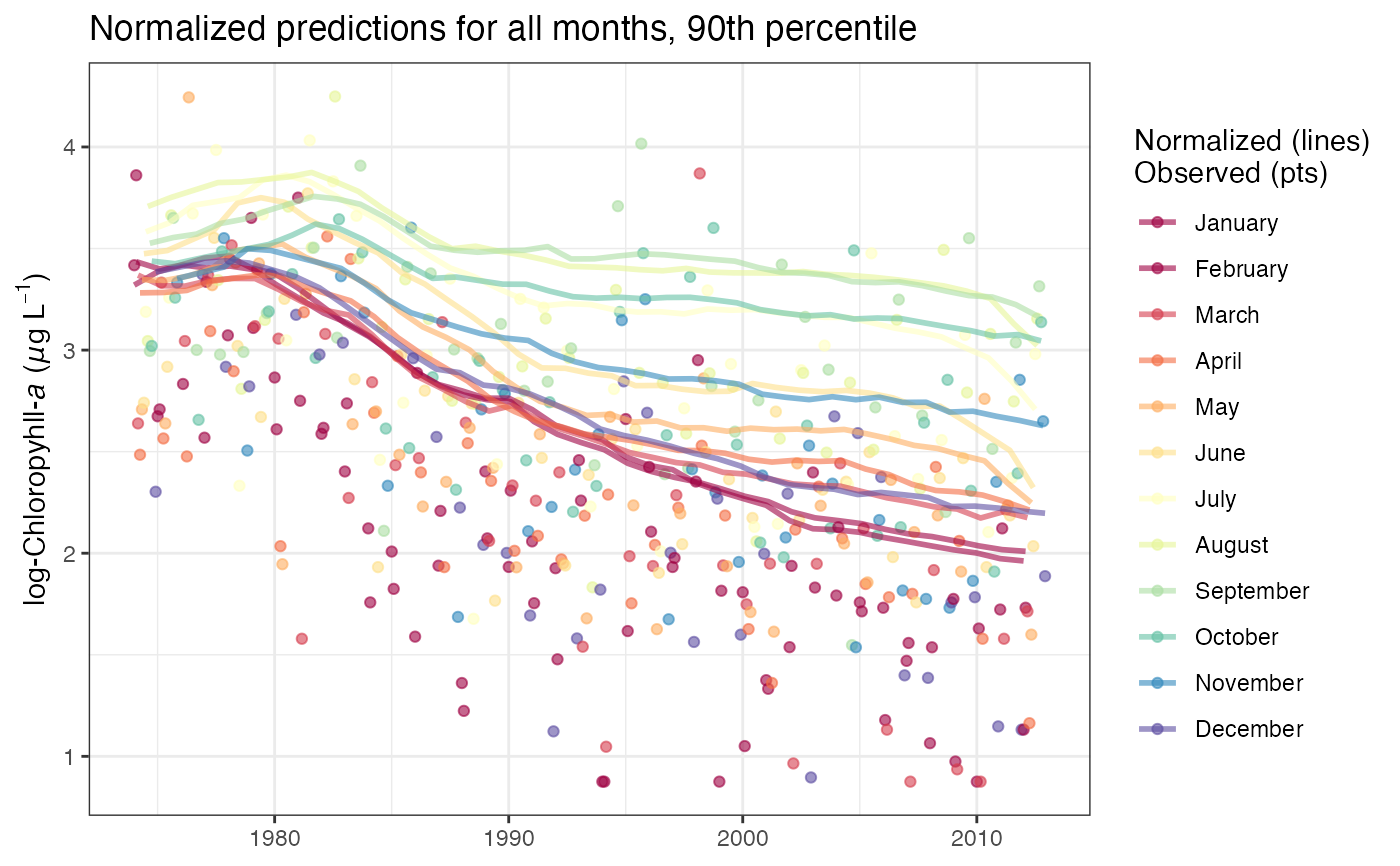 Normalized predictions for all months, 90th percentile
log-Chloropyhll-a (μg L⁻¹)
4
3
2
1
1980
1990
2000
2010
Normalized (lines)
Observed (pts)
January
February
March
April
May
June
July
August
September
October
November
December